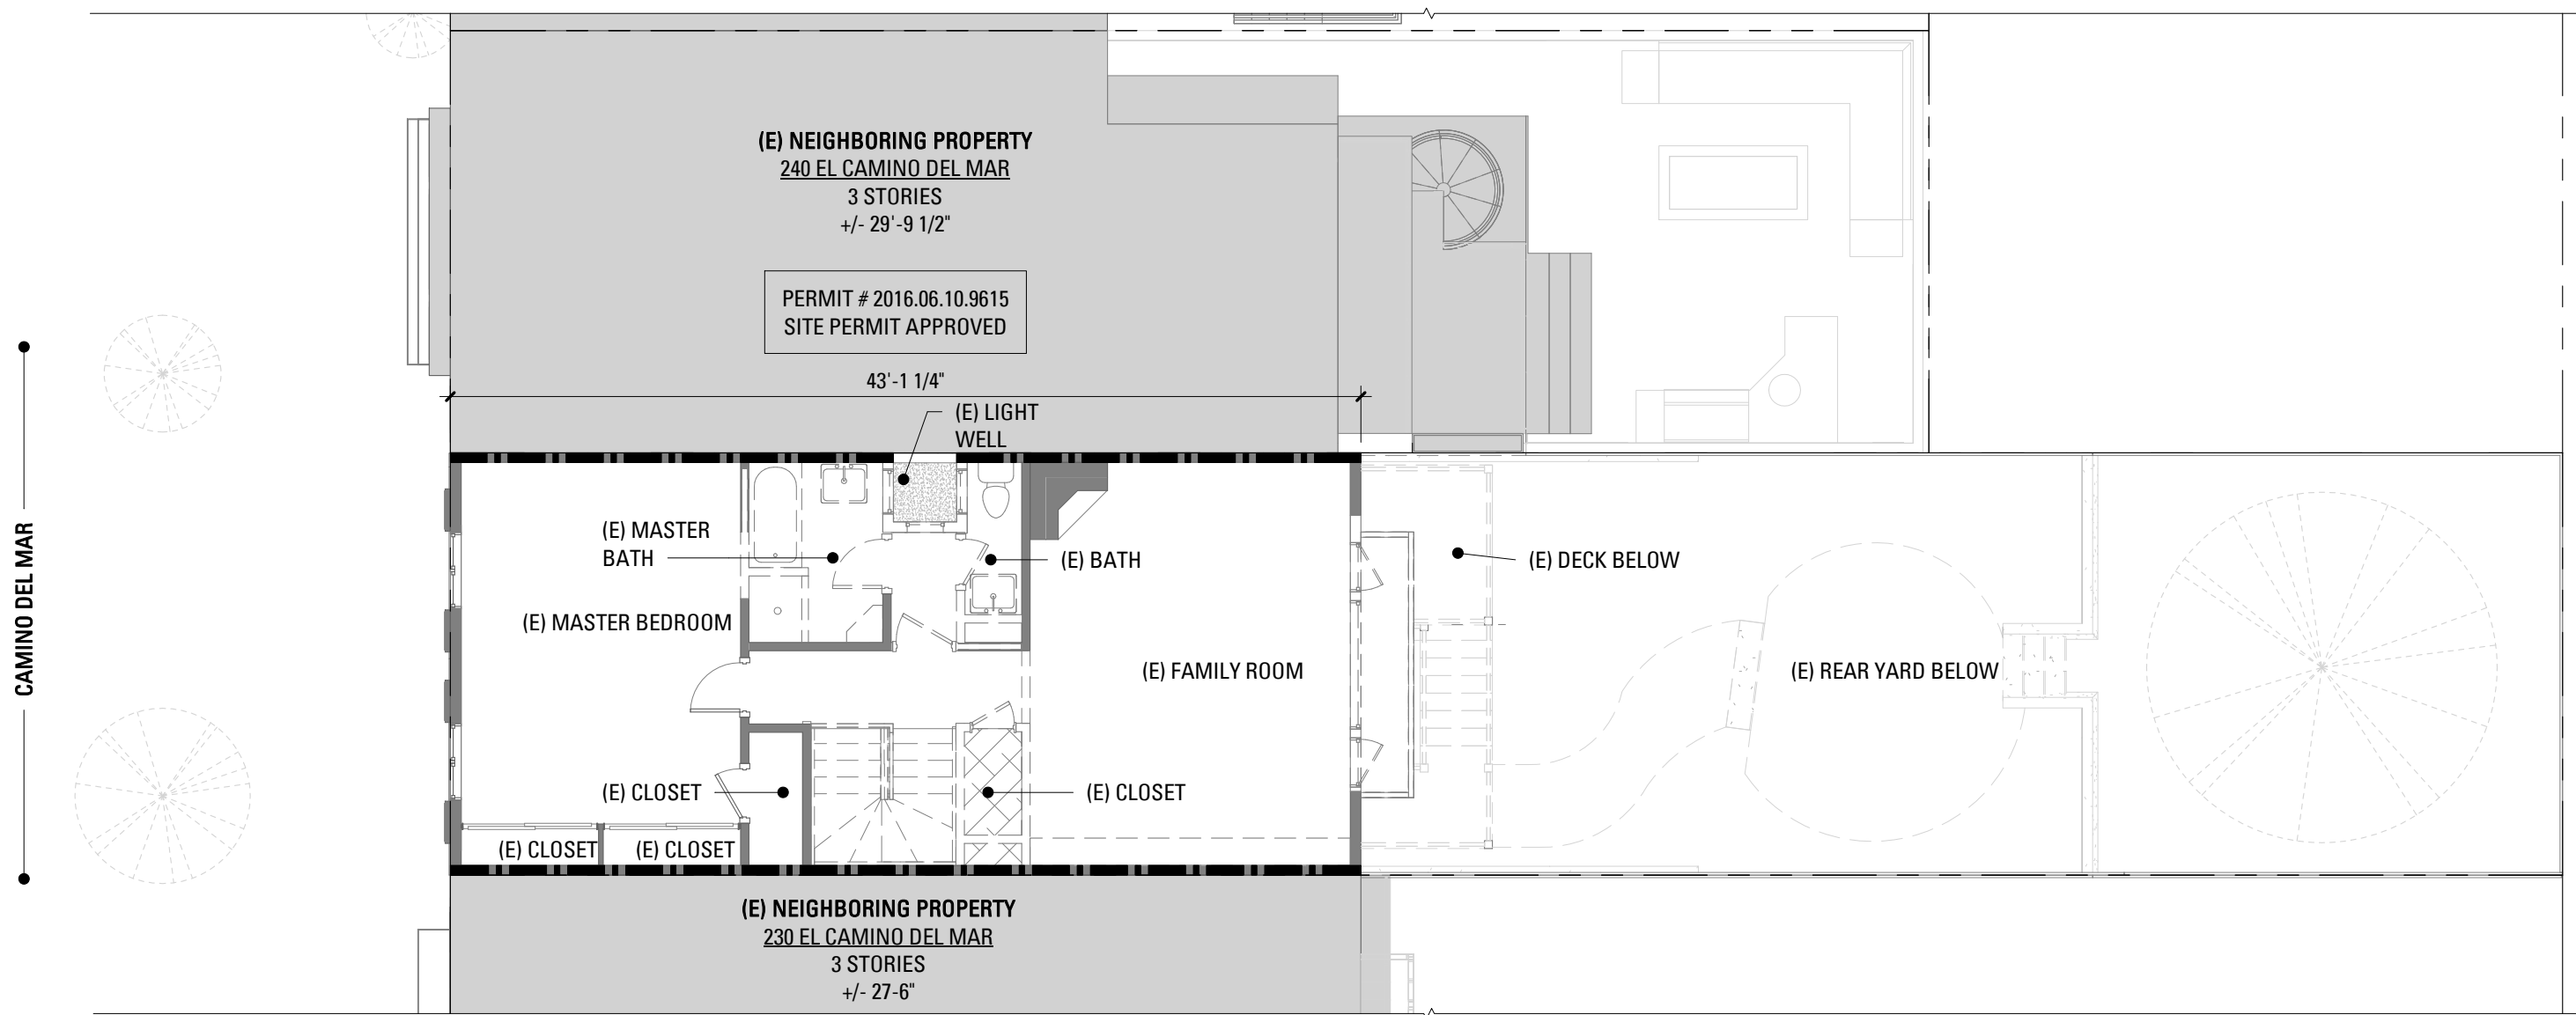 (E) NEIGHBORING PROPERTY
240 EL CAMINO DEL MAR
3 STORIES
+/- 29'-9 1/2"
PERMIT # 2016.06.10.9615
SITE PERMIT APPROVED
43'-1 1/4"
(E) LIGHT
WELL
CAMINO DEL MAR
(E) MASTER
BATH
(E) BATH
(E) DECK BELOW
(E) MASTER BEDROOM
(E) FAMILY ROOM
(E) REAR YARD BELOW
(E) CLOSET
(E) CLOSET
(E) CLOSET
(E) CLOSET
(E) NEIGHBORING PROPERTY
230 EL CAMINO DEL MAR
3 STORIES
+/- 27-6"